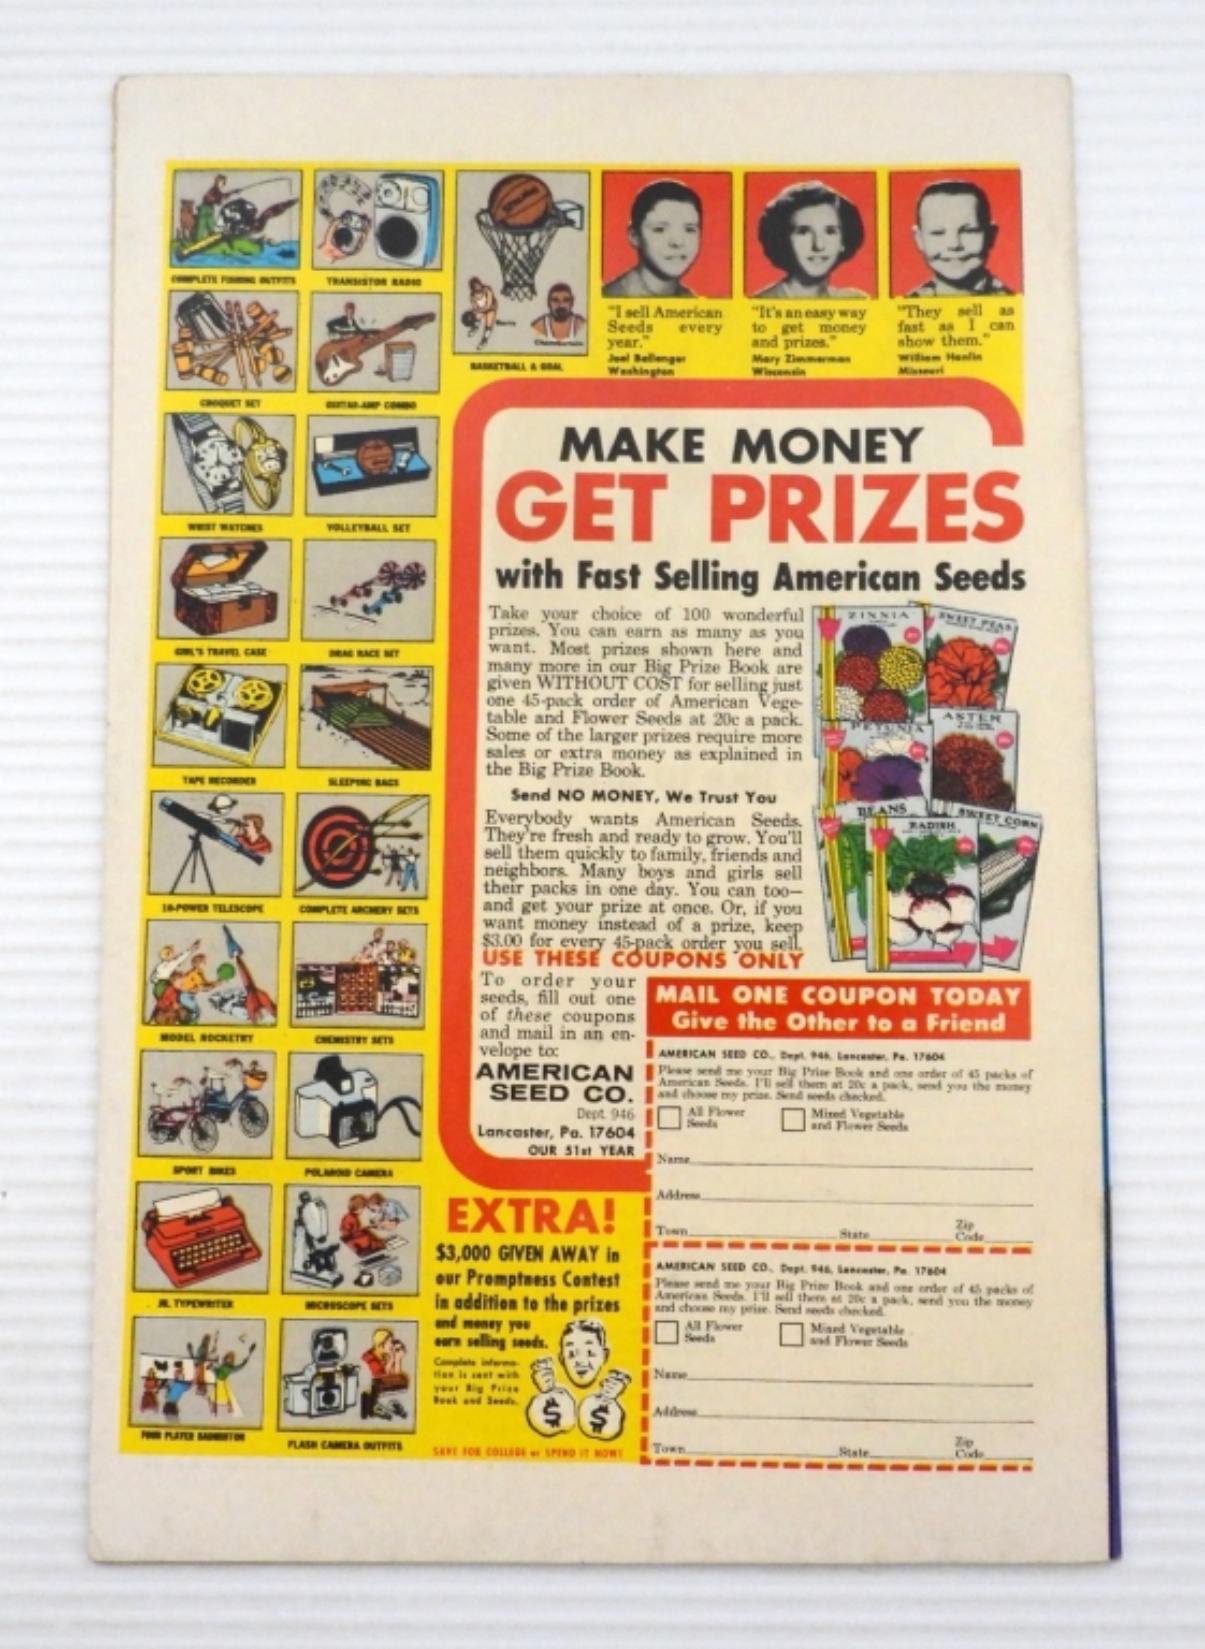 COMPLETE FISHING OUTFITS
TRANSISTOR RADIO
BASKETBALL & GOAL
CROQUET SET
GUITAR-AMP COMBO
WRIST WATCHES
VOLLEYBALL SET
GIRL'S TRAVEL CASE
DRAG RACE SET
TAPE RECORDER
SLEEPING BAGS
10-POWER TELESCOPE
COMPLETE ARCHERY SETS
MODEL ROCKETRY
CHEMISTRY SETS
SPORT BIKES
POLAROID CAMERA
JR. TYPEWRITER
MICROSCOPE SETS
FOUR PLAYER BADMINTON
FLASH CAMERA OUTFITS
"I sell American
Seeds every
year."
Joel Ballenger
Washington
"It's an easy way
to get money
and prizes."
Mary Zimmerman
Wisconsin
"They sell as
fast as I can
show them."
William Hanlin
Missouri
MAKE MONEY
GET PRIZES
with Fast Selling American Seeds
Take your choice of 100 wonderful
prizes. You can earn as many as you
want. Most prizes shown here and
many more in our Big Prize Book are
given WITHOUT COST for selling just
one 45-pack order of American Vege-
table and Flower Seeds at 20c a pack.
Some of the larger prizes require more
sales or extra money as explained in
the Big Prize Book.
Send NO MONEY, We Trust You
Everybody wants American Seeds.
They're fresh and ready to grow. You'll
sell them quickly to family, friends and
neighbors. Many boys and girls sell
their packs in one day. You can too—
and get your prize at once. Or, if you
want money instead of a prize, keep
$3.00 for every 45-pack order you sell.
USE THESE COUPONS ONLY
ZINNIA
SWEET PEAS
PETUNIA
ASTER
BEANS
RADISH
SWEET CORN
To order your
seeds, fill out one
of these coupons
and mail in an en-
velope to:
AMERICAN
SEED CO.
Dept. 946
Lancaster, Pa. 17604
OUR 51st YEAR
MAIL ONE COUPON TODAY
Give the Other to a Friend
AMERICAN SEED CO., Dept. 946, Lancaster, Pa. 17604
Please send me your Big Prize Book and one order of 45 packs of
American Seeds. I'll sell them at 20c a pack, send you the money
and choose my prize. Send seeds checked.
All Flower Seeds
Mixed Vegetable and Flower Seeds
Name
Address
Town State Zip Code
AMERICAN SEED CO., Dept. 946, Lancaster, Pa. 17604
Please send me your Big Prize Book and one order of 45 packs of
American Seeds. I'll sell them at 20c a pack, send you the money
and choose my prize. Send seeds checked.
All Flower Seeds
Mixed Vegetable and Flower Seeds
Name
Address
Town State Zip Code
EXTRA!
$3,000 GIVEN AWAY in
our Promptness Contest
in addition to the prizes
and money you
earn selling seeds.
Complete informa-
tion is sent with
your Big Prize
Book and Seeds.
$ $
SAVE FOR COLLEGE or SPEND IT NOW!